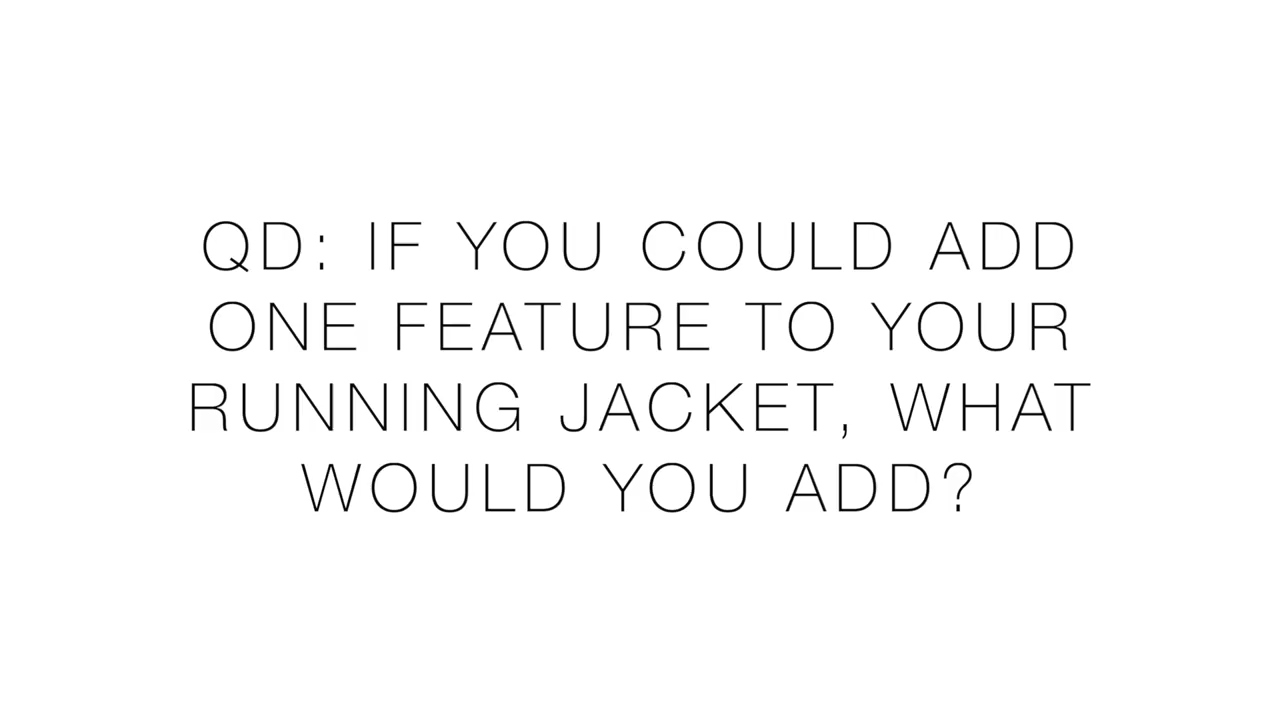 QD: IF YOU COULD ADD
ONE FEATURE TO YOUR
RUNNING JACKET, WHAT
WOULD YOU ADD?